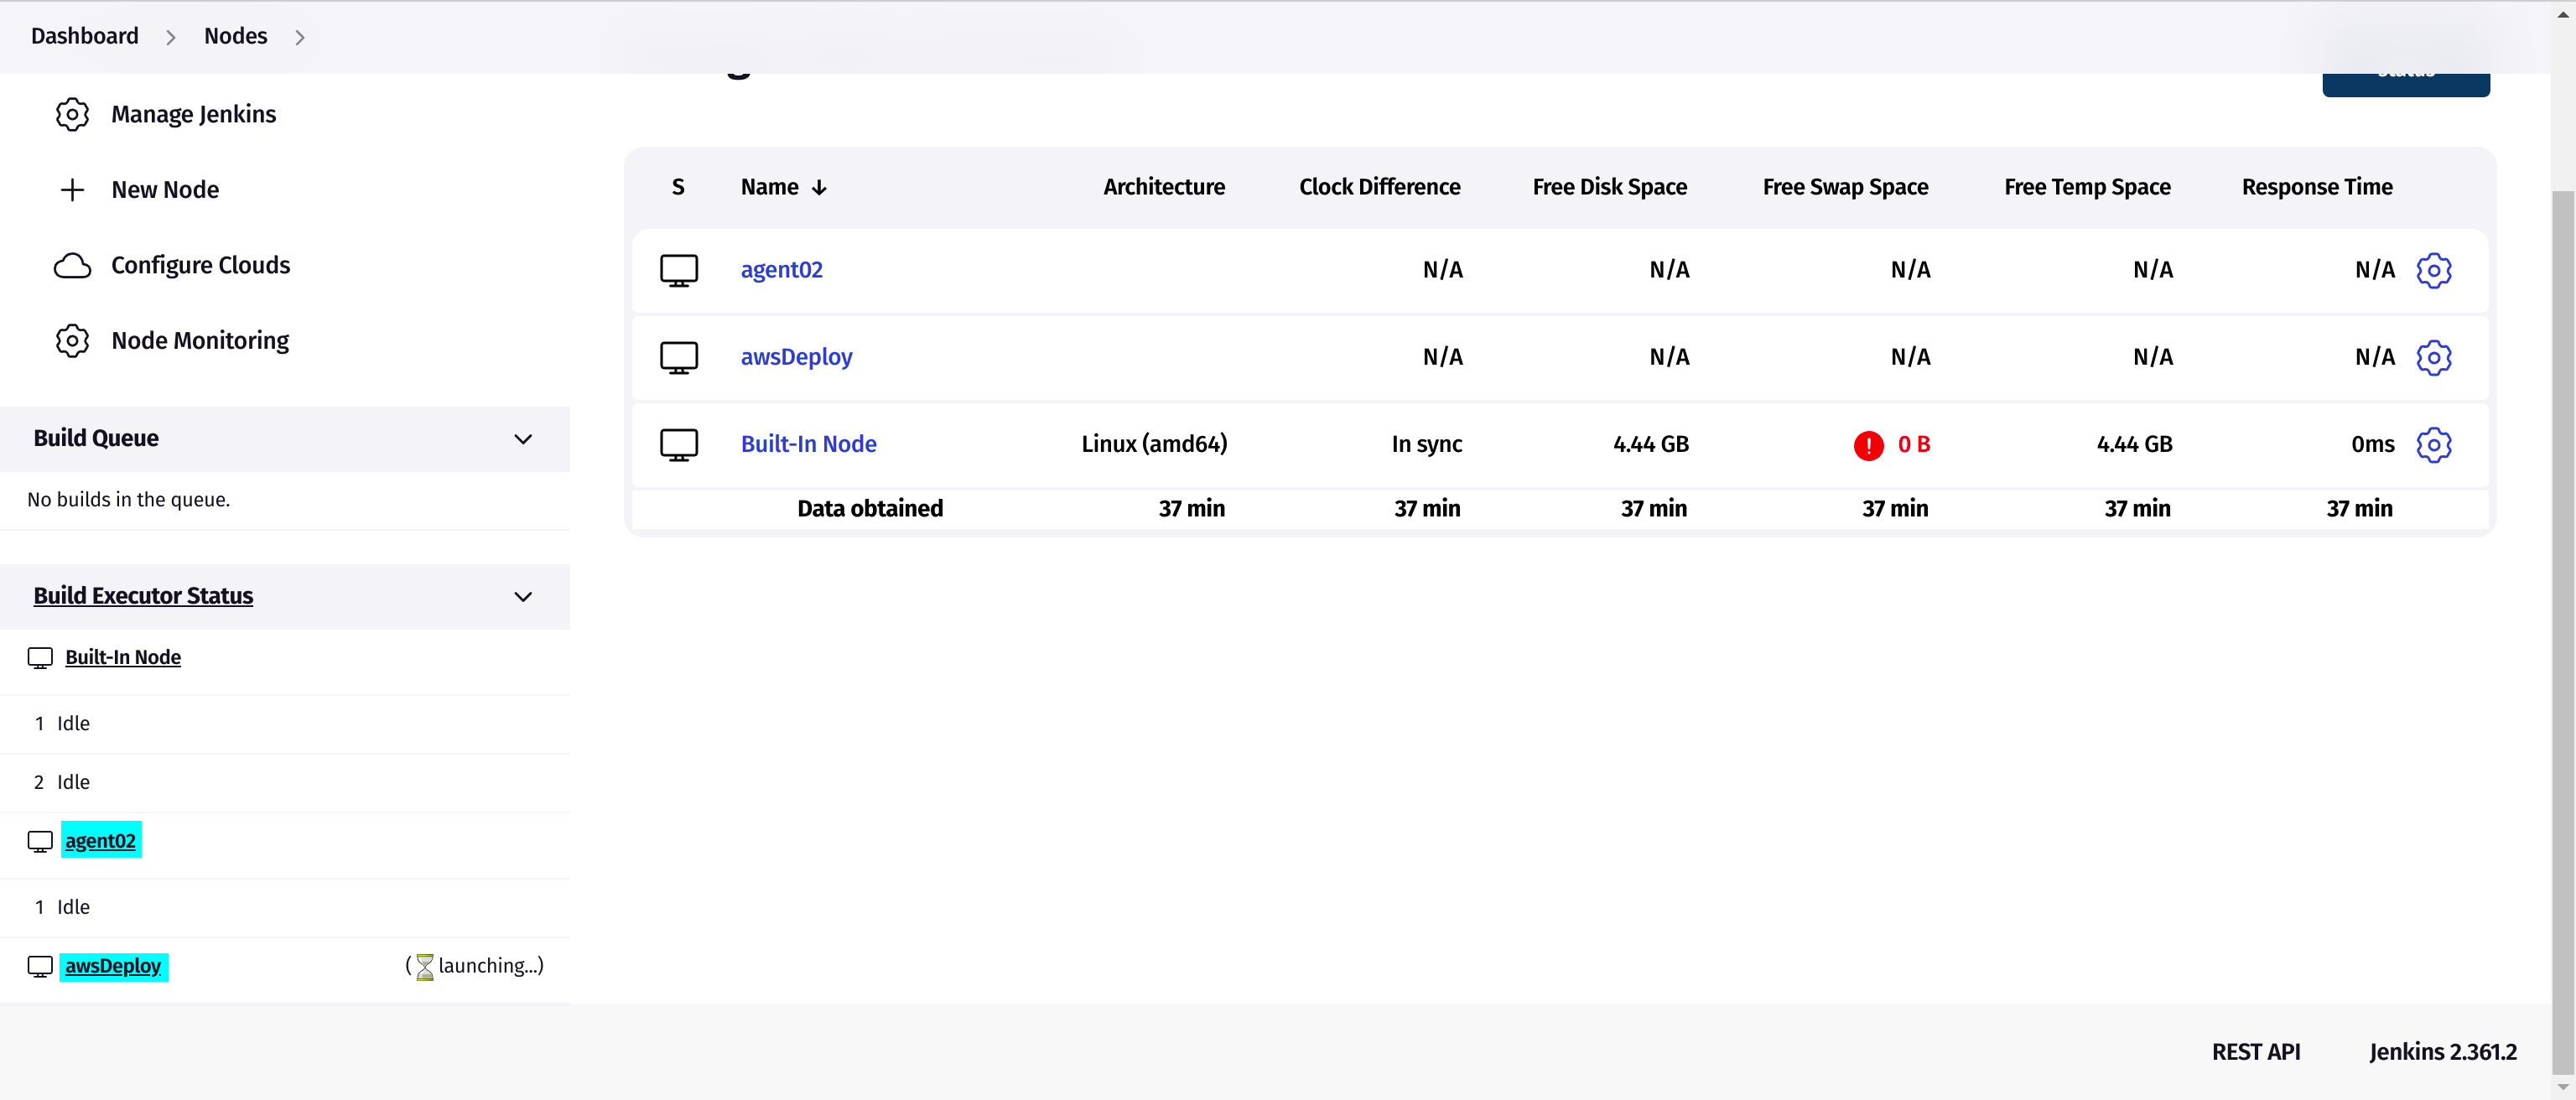 Dashboard > Nodes >
Manage Jenkins
New Node
Configure Clouds
Node Monitoring
Build Queue
No builds in the queue.
Build Executor Status
Built-In Node
1 Idle
2 Idle
agent02
1 Idle
awsDeploy (⏳launching...)
S Name ↓ Architecture Clock Difference Free Disk Space Free Swap Space Free Temp Space Response Time
agent02 N/A N/A N/A N/A N/A
awsDeploy N/A N/A N/A N/A N/A
Built-In Node Linux (amd64) In sync 4.44 GB 0 B 4.44 GB 0ms
Data obtained 37 min 37 min 37 min 37 min 37 min 37 min
REST API Jenkins 2.361.2